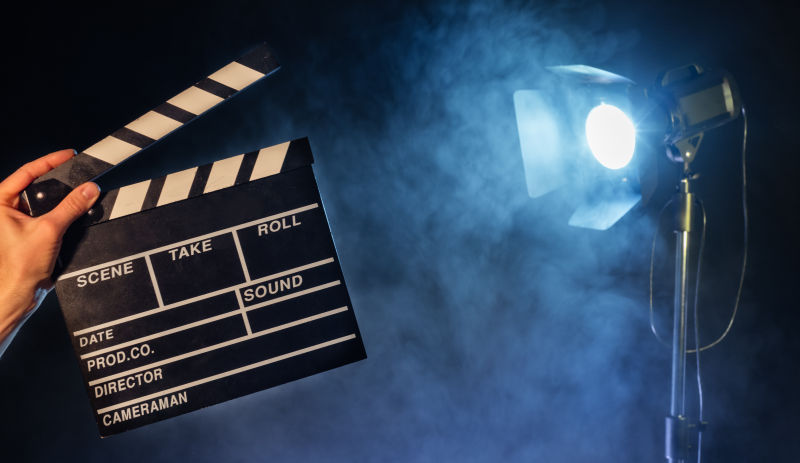 SCENE TAKE ROLL
DATE SOUND
PROD.CO.
DIRECTOR
CAMERAMAN